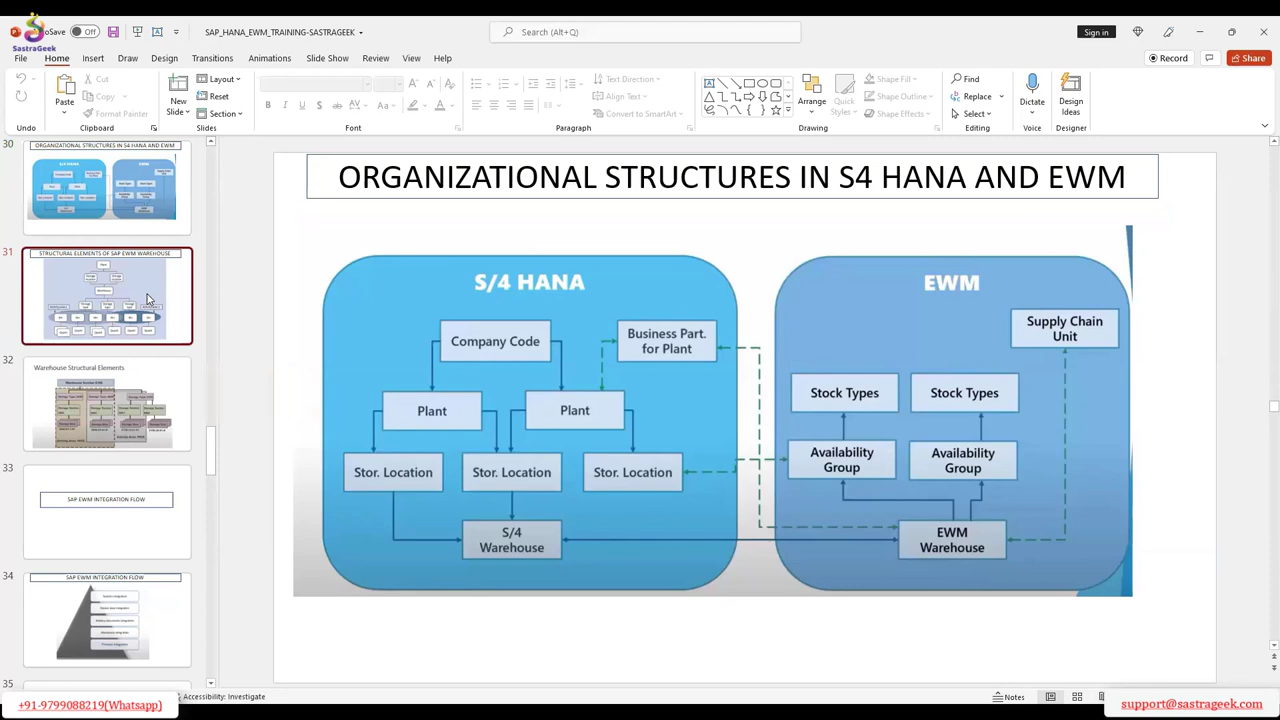 SastraGeek
oSave
Off
SAP_HANA_EWM_TRAINING-SASTRAGEEK
Search (Alt+Q)
Sign in
File Home Insert Draw Design Transitions Animations Slide Show Review View Help
Record
Share
Paste
Cut
Copy
Format Painter
New Slide
Layout
Reset
Section
Text Direction
Align Text
Convert to SmartArt
Arrange
Quick Styles
Shape Fill
Shape Outline
Shape Effects
Find
Replace
Select
Dictate
Design Ideas
Undo Clipboard Slides Font Paragraph Drawing Editing Voice Designer
30
ORGANIZATIONAL STRUCTURES IN S4 HANA AND EWM
31
STRUCTURAL ELEMENTS OF SAP EWM WAREHOUSE
32
Warehouse Structural Elements
33
SAP EWM INTEGRATION FLOW
34
SAP EWM INTEGRATION FLOW
35
ORGANIZATIONAL STRUCTURES IN S4 HANA AND EWM
S/4 HANA
Company Code
Business Part.
for Plant
Plant
Plant
Stor. Location
Stor. Location
Stor. Location
S/4
Warehouse
EWM
Supply Chain
Unit
Stock Types
Stock Types
Availability
Group
Availability
Group
EWM
Warehouse
Accessibility: Investigate
Notes
+91-9799088219(Whatsapp)
support@sastrageek.com